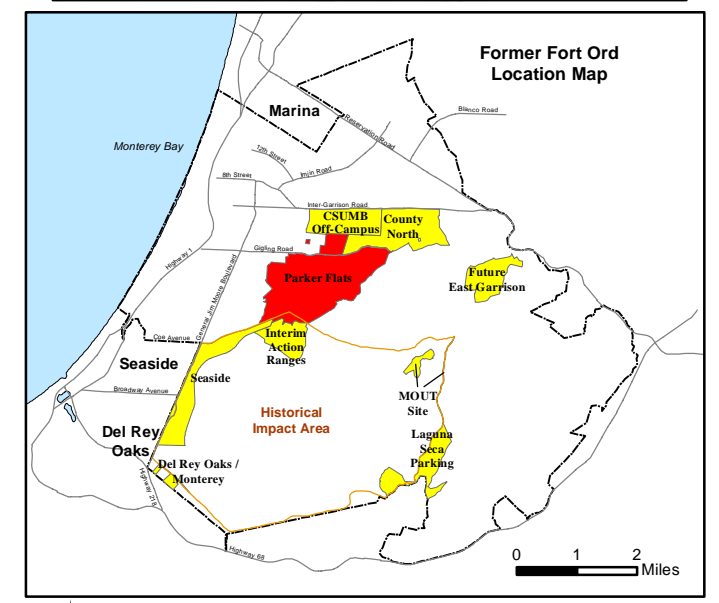 Former Fort Ord
Location Map
Marina
Blanco Road
Reservation Road
Monterey Bay
12th Street
Imjin Road
8th Street
Inter-Garrison Road
CSUMB
Off-Campus
County
North
Gigling Road
Highway 1
General Jim Moore Boulevard
Parker Flats
Future
East Garrison
Coe Avenue
Interim
Action
Ranges
Seaside
Seaside
Broadway Avenue
MOUT
Site
Historical
Impact Area
Del Rey
Oaks
Laguna
Seca
Parking
Del Rey Oaks /
Monterey
Highway 218
Highway 68
0 1 2
Miles